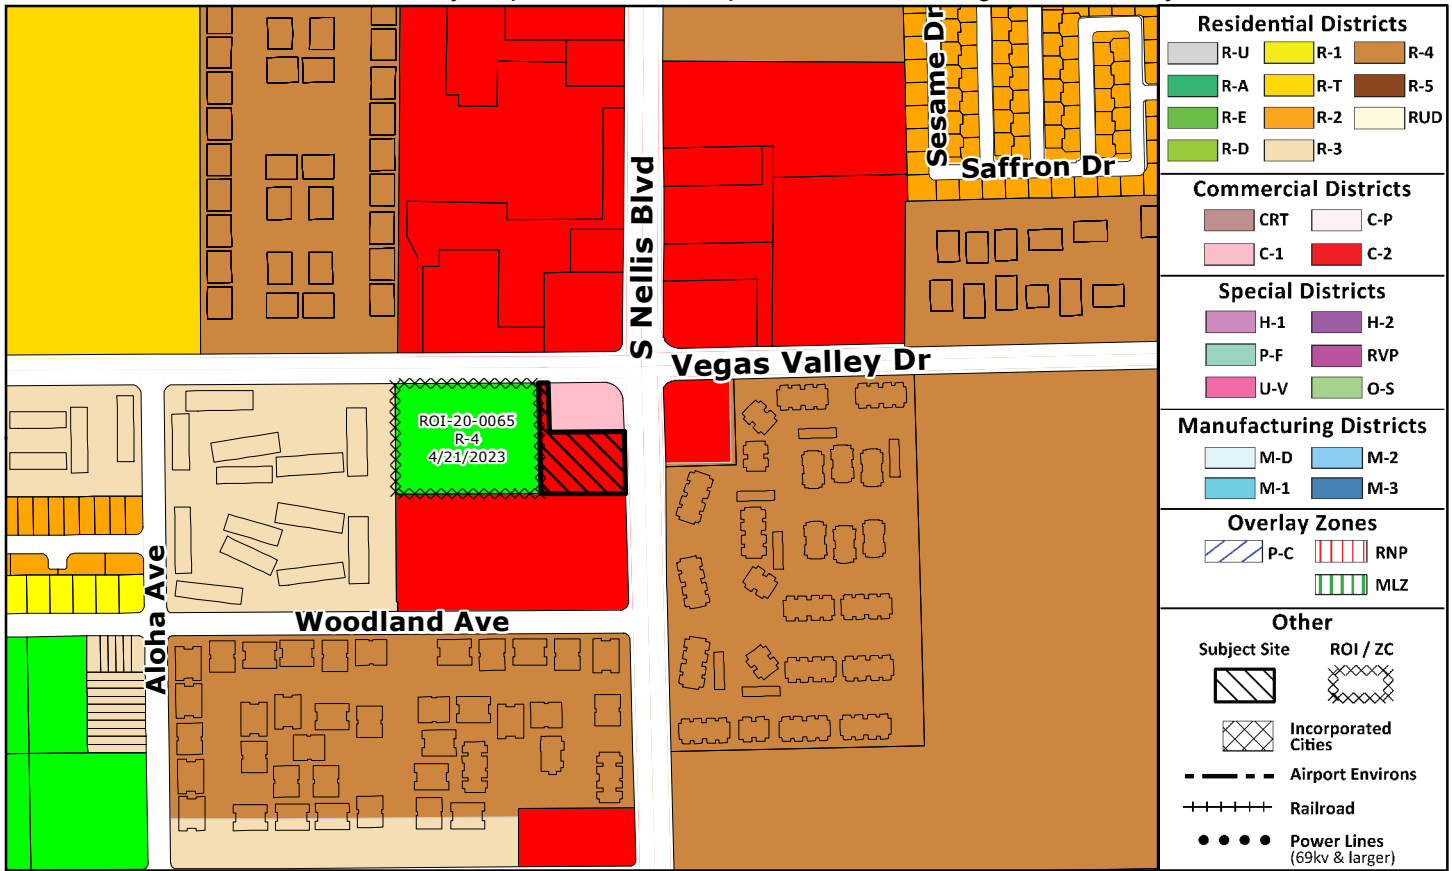 Sesame Dr
Saffron Dr
S Nellis Blvd
Vegas Valley Dr
ROI-20-0065
R-4
4/21/2023
Aloha Ave
Woodland Ave
Residential Districts
R-U R-1 R-4
R-A R-T R-5
R-E R-2 RUD
R-D R-3
Commercial Districts
CRT C-P
C-1 C-2
Special Districts
H-1 H-2
P-F RVP
U-V O-S
Manufacturing Districts
M-D M-2
M-1 M-3
Overlay Zones
P-C RNP
MLZ
Other
Subject Site ROI / ZC
Incorporated
Cities
Airport Environs
Railroad
Power Lines
(69kv & larger)